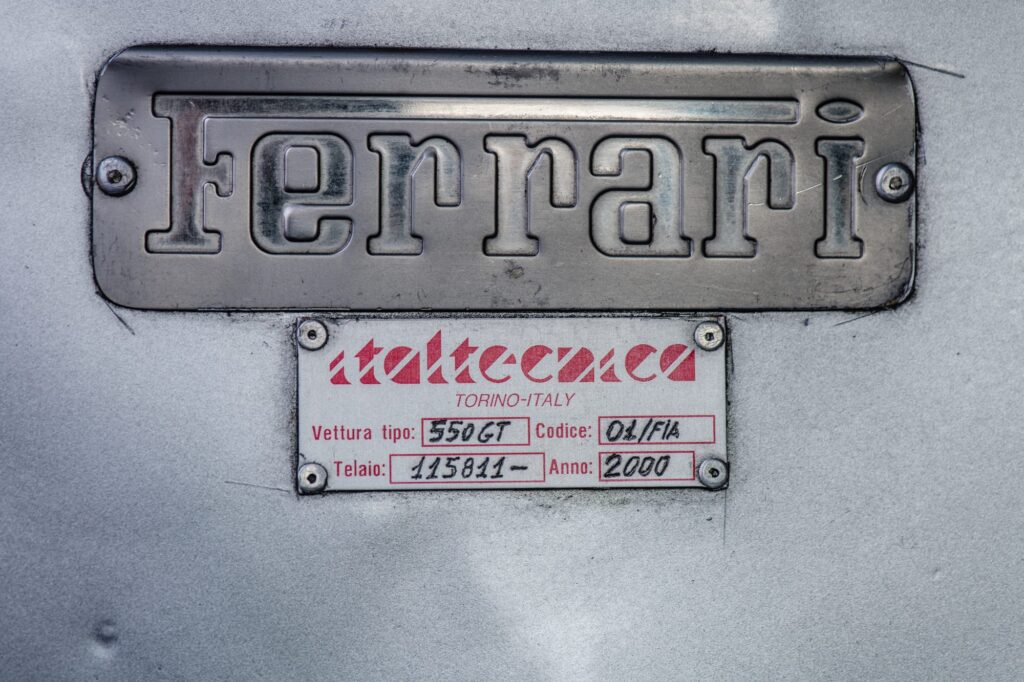 Ferrari
italtecnica
TORINO-ITALY
Vettura tipo: 550GT Codice: 01/FIA
Telaio: 115811- Anno: 2000